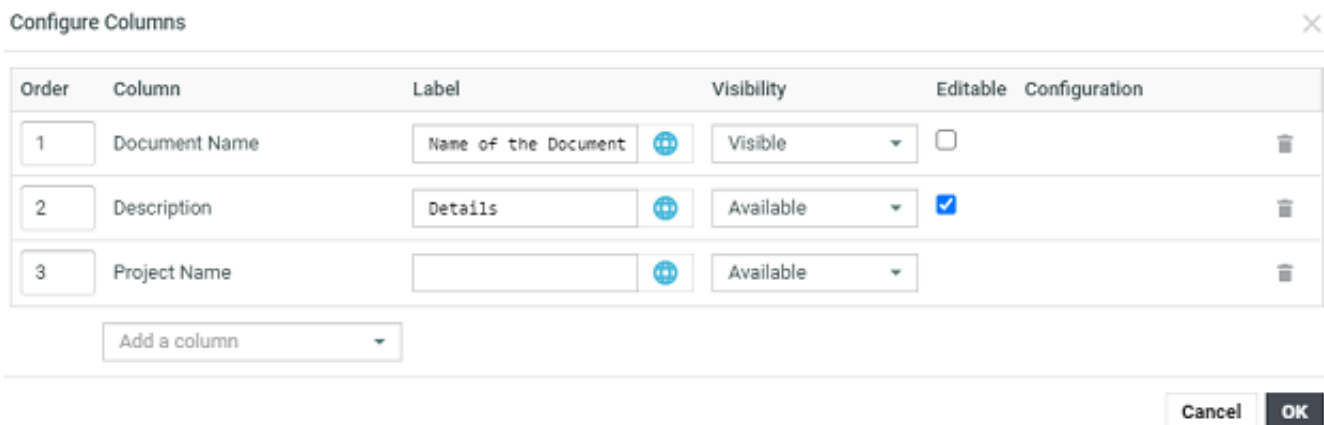 Configure Columns
Order Column Label Visibility Editable Configuration
1 Document Name Name of the Document Visible
2 Description Details Available
3 Project Name Available
Add a column
Cancel OK